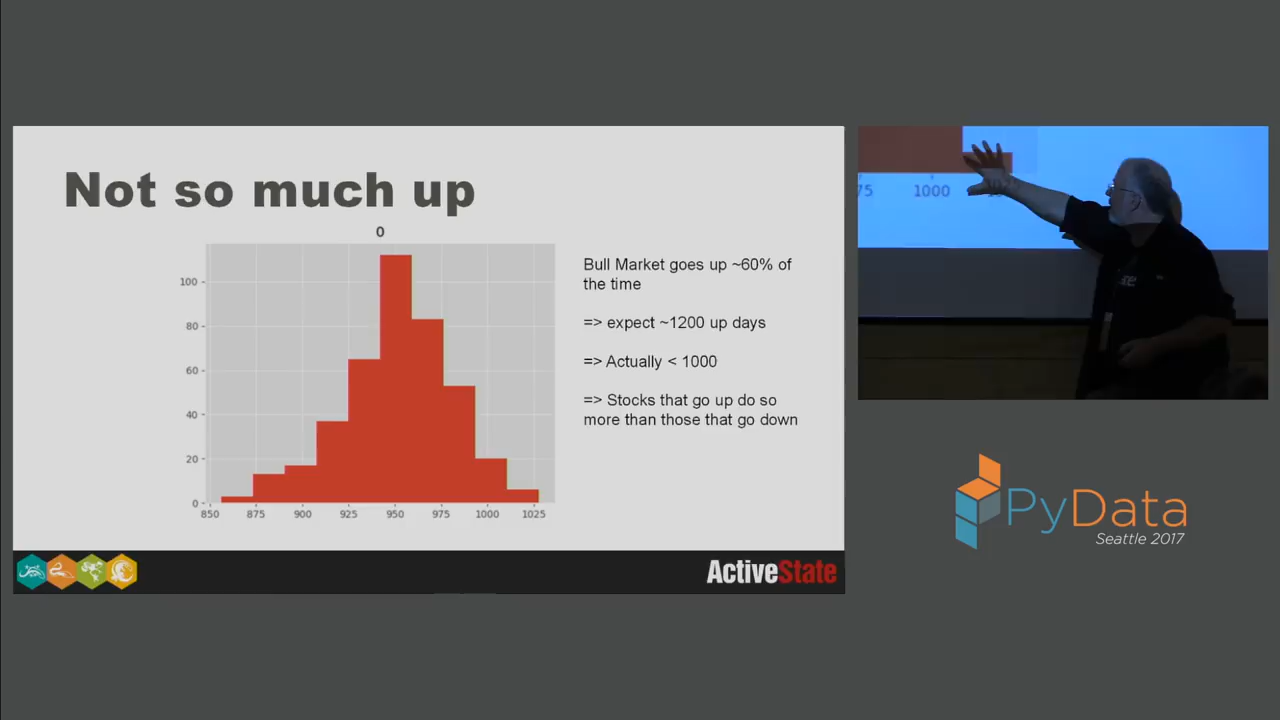 Not so much up
0
100
80
60
40
20
0
850 875 900 925 950 975 1000 1025
Bull Market goes up ~60% of
the time
=> expect ~1200 up days
=> Actually < 1000
=> Stocks that go up do so
more than those that go down
ActiveState
75 1000
PyData
Seattle 2017